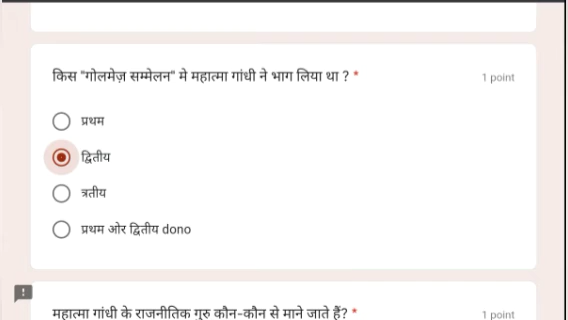 किस "गोलमेज़ सम्मेलन" मे महात्मा गांधी ने भाग लिया था ? * 1 point
प्रथम
द्वितीय
त्रतीय
प्रथम ओर द्वितीय dono
महात्मा गांधी के राजनीतिक गुरु कौन-कौन से माने जाते हैं? * 1 point